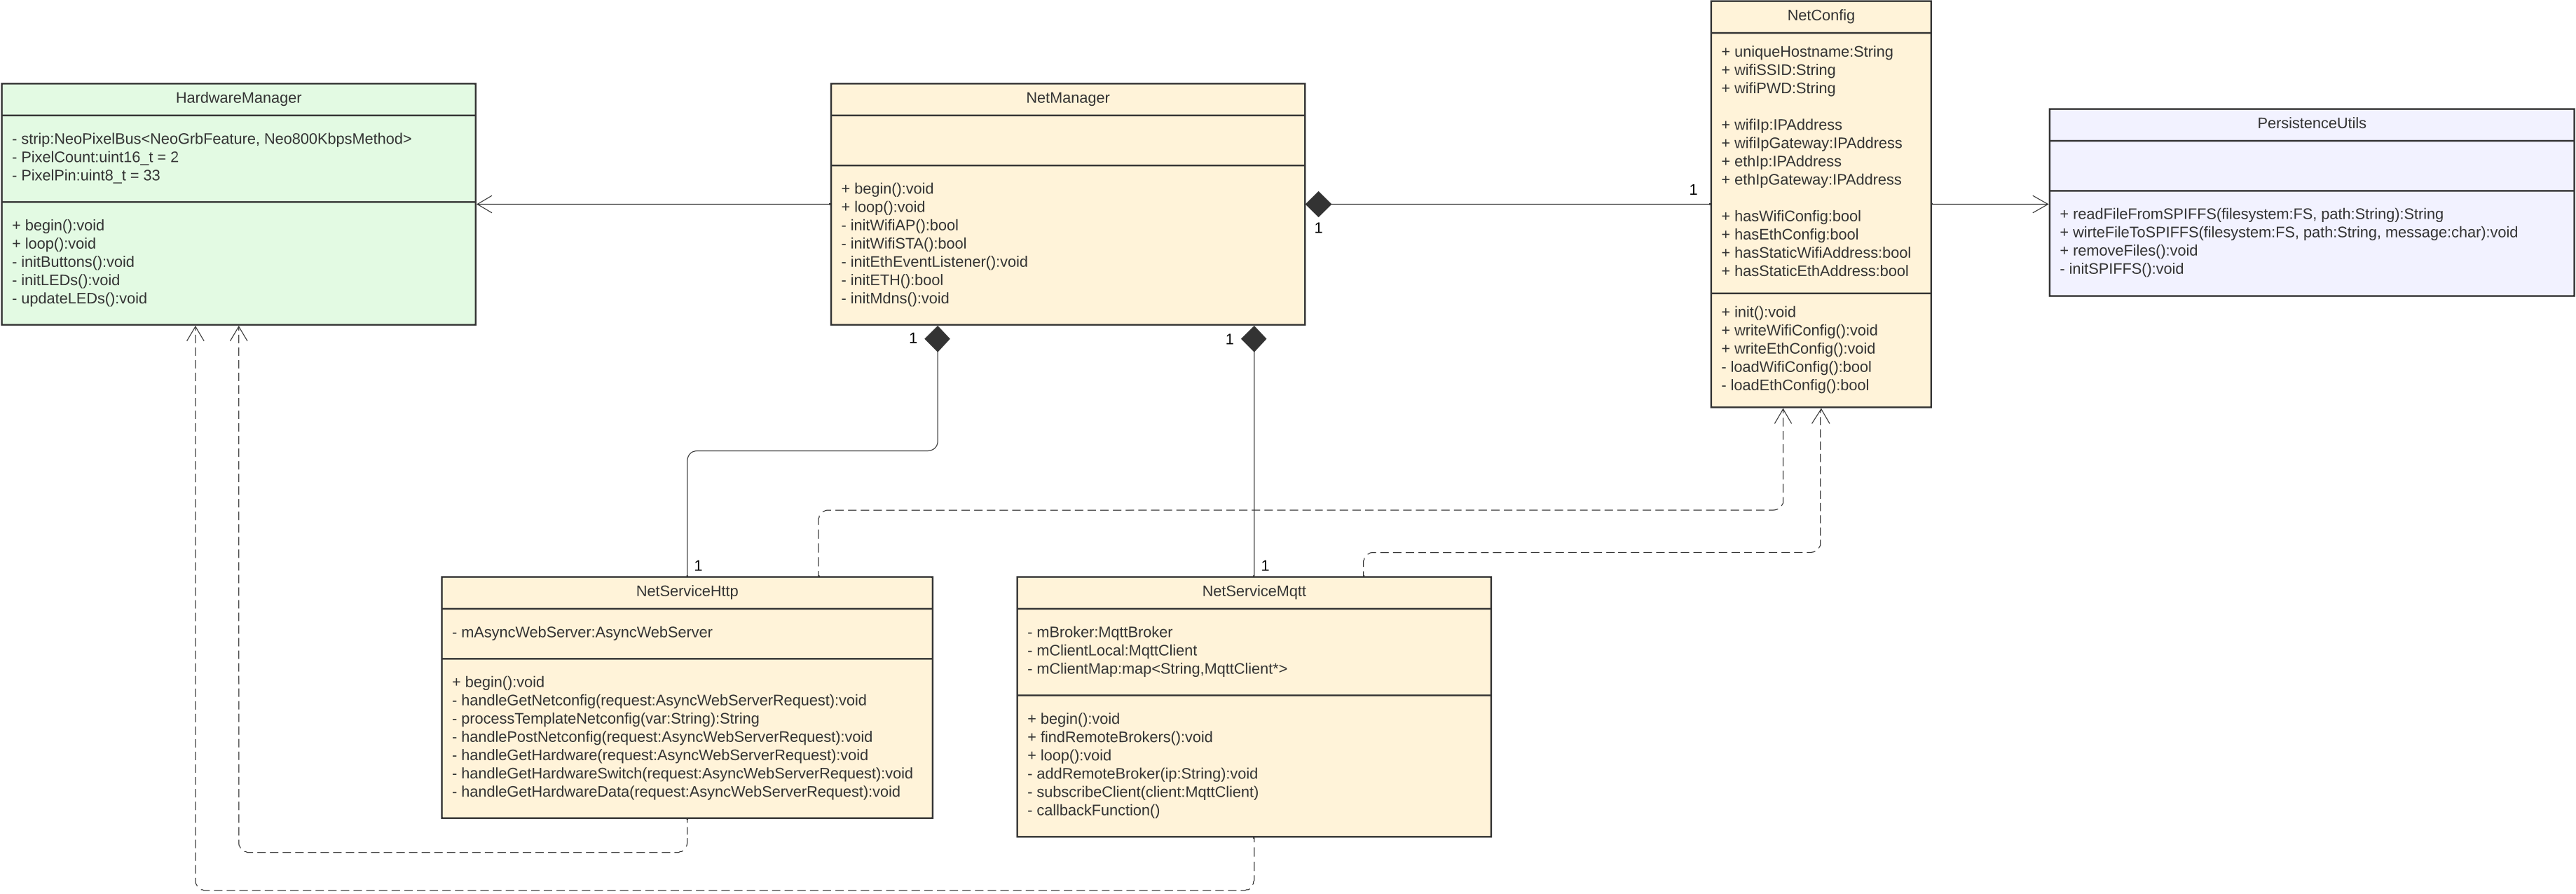 HardwareManager
- strip:NeoPixelBus<NeoGrbFeature, Neo800KbpsMethod>
- PixelCount:uint16_t = 2
- PixelPin:uint8_t = 33
+ begin():void
+ loop():void
- initButtons():void
- initLEDs():void
- updateLEDs():void
NetManager
+ begin():void
+ loop():void
- initWifiAP():bool
- initWifiSTA():bool
- initEthEventListener():void
- initETH():bool
- initMdns():void
1
1
1
1
NetConfig
+ uniqueHostname:String
+ wifiSSID:String
+ wifiPWD:String
+ wifiIp:IPAddress
+ wifiIpGateway:IPAddress
+ ethIp:IPAddress
+ ethIpGateway:IPAddress
+ hasWifiConfig:bool
+ hasEthConfig:bool
+ hasStaticWifiAddress:bool
+ hasStaticEthAddress:bool
+ init():void
+ writeWifiConfig():void
+ writeEthConfig():void
- loadWifiConfig():bool
- loadEthConfig():bool
PersistenceUtils
+ readFileFromSPIFFS(filesystem:FS, path:String):String
+ wirteFileToSPIFFS(filesystem:FS, path:String, message:char):void
+ removeFiles():void
- initSPIFFS():void
1
NetServiceHttp
- mAsyncWebServer:AsyncWebServer
+ begin():void
- handleGetNetconfig(request:AsyncWebServerRequest):void
- processTemplateNetconfig(var:String):String
- handlePostNetconfig(request:AsyncWebServerRequest):void
- handleGetHardware(request:AsyncWebServerRequest):void
- handleGetHardwareSwitch(request:AsyncWebServerRequest):void
- handleGetHardwareData(request:AsyncWebServerRequest):void
1
NetServiceMqtt
- mBroker:MqttBroker
- mClientLocal:MqttClient
- mClientMap:map<String,MqttClient*>
+ begin():void
+ findRemoteBrokers():void
+ loop():void
- addRemoteBroker(ip:String):void
- subscribeClient(client:MqttClient)
- callbackFunction()